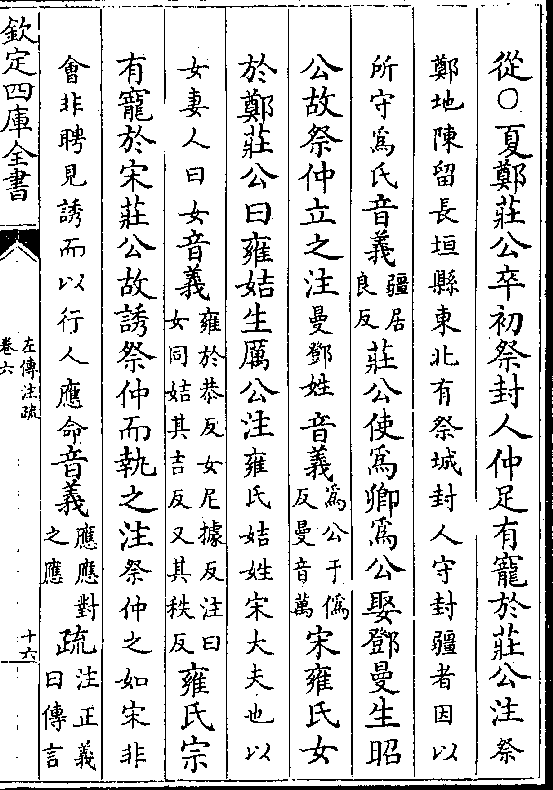 從○夏鄭莊公卒初祭封人仲足有寵於莊公注祭
鄭地陳留長垣縣東北有祭城封人守封疆者因以
所守爲氏音義疆居良反莊公使爲卿爲公娶鄧曼生昭
公故祭仲立之注曼鄧姓音義爲公于僞反曼音萬宋雍氏女
於鄭莊公曰雍姞生厲公注雍氏姞姓宋大夫也以
女妻人曰女音義雍於恭反女尼據反注曰女同姞其吉反又其秩反雍氏宗
有寵於宋莊公故誘祭仲而執之注祭仲之如宋非
會非聘見誘而以行人應命音義應應對之應疏注正義曰傳言
欽定四庫全書
左傳注疏
卷六
十六